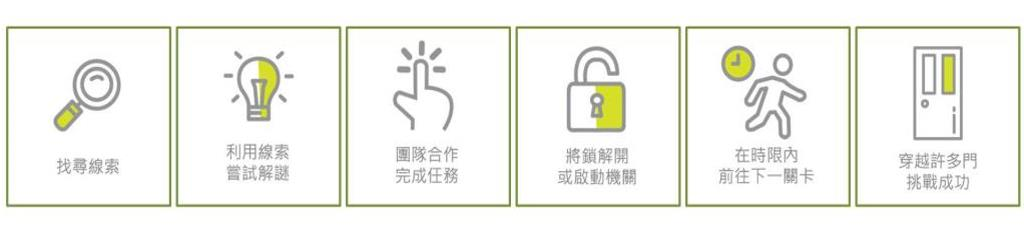 找尋線索
利用線索
嘗試解謎
團隊合作
完成任務
將鎖解開
或啟動機關
在時限內
前往下一關卡
穿越許多門
挑戰成功